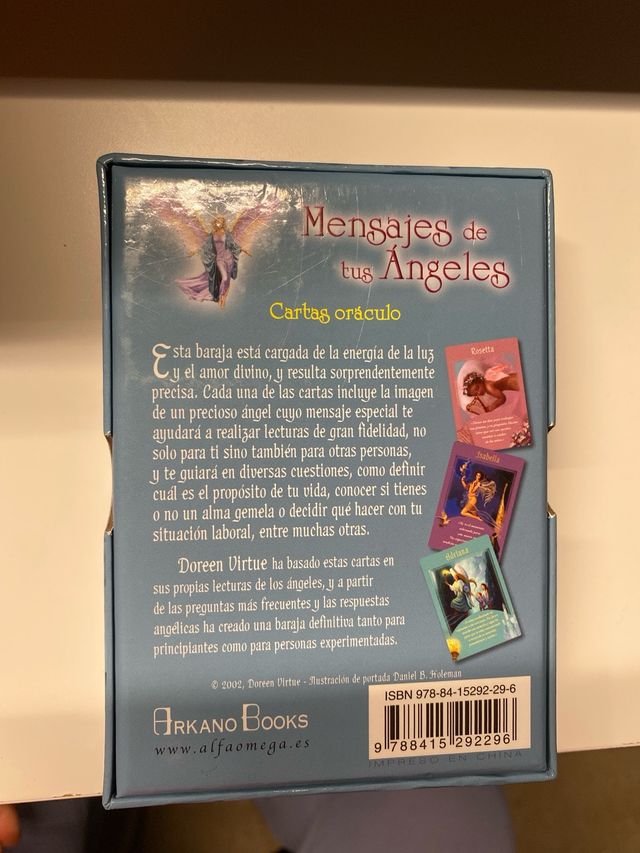 Mensajes de
tus Ángeles
Cartas oráculo
Esta baraja está cargada de la energía de la luz
y el amor divino, y resulta sorprendentemente
precisa. Cada una de las cartas incluye la imagen
de un precioso ángel cuyo mensaje especial te
ayudará a realizar lecturas de gran fidelidad, no
solo para ti sino también para otras personas,
y te guiará en diversas cuestiones, como definir
cuál es el propósito de tu vida, conocer si tienes
o no un alma gemela o decidir qué hacer con tu
situación laboral, entre muchas otras.
Doreen Virtue ha basado estas cartas en
sus propias lecturas de los ángeles, y a partir
de las preguntas más frecuentes y las respuestas
angélicas ha creado una baraja definitiva tanto para
principiantes como para personas experimentadas.
Rosetta
Isabella
Adriana
© 2002, Doreen Virtue - Ilustración de portada Daniel B. Holeman
ARKANO BOOKS
www.alfaomega.es
ISBN 978-84-15292-29-6
9 788415 292296
IMPRESO EN CHINA